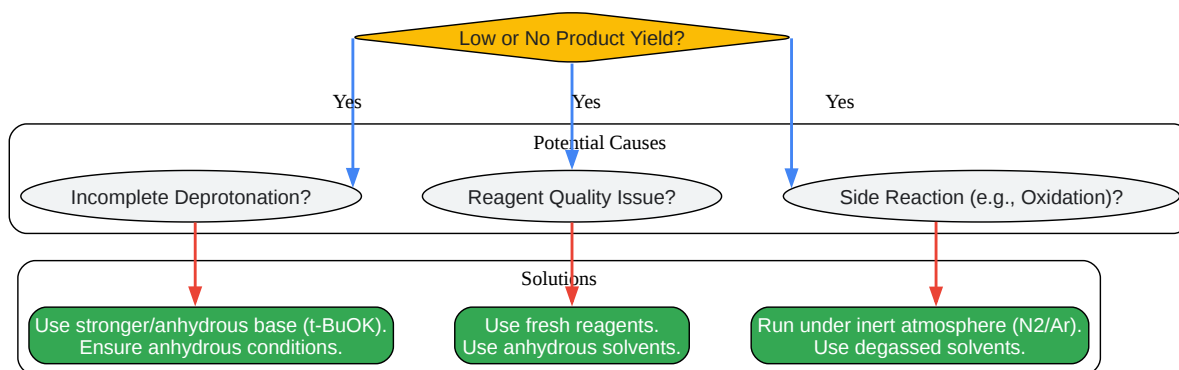 Low or No Product Yield?
Yes
Yes
Yes
Potential Causes
Incomplete Deprotonation?
Reagent Quality Issue?
Side Reaction (e.g., Oxidation)?
Solutions
Use stronger/anhydrous base (t-BuOK).
Ensure anhydrous conditions.
Use fresh reagents.
Use anhydrous solvents.
Run under inert atmosphere (N2/Ar).
Use degassed solvents.